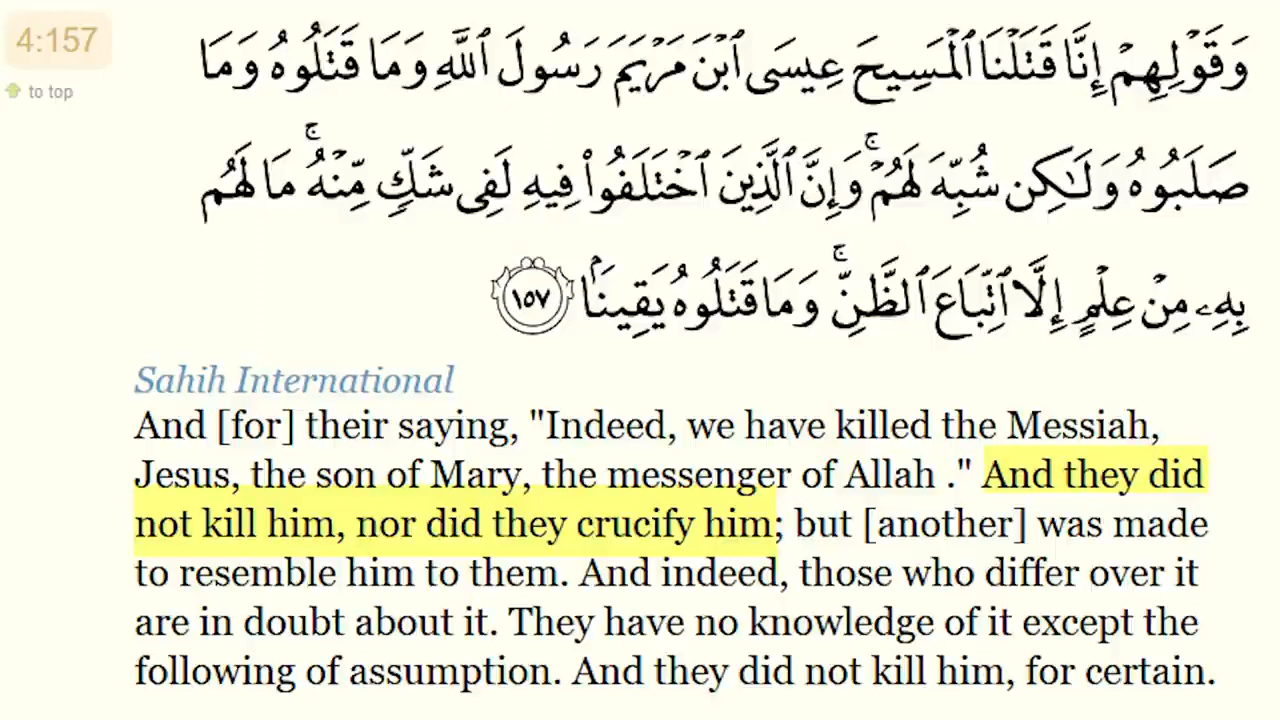 4:157
to top
وَقَوْلِهِمْ إِنَّا قَتَلْنَا ٱلْمَسِيحَ عِيسَى ٱبْنَ مَرْيَمَ رَسُولَ ٱللَّهِ وَمَا قَتَلُوهُ وَمَا
صَلَبُوهُ وَلَـٰكِن شُبِّهَ لَهُمْ ۚ وَإِنَّ ٱلَّذِينَ ٱخْتَلَفُوا۟ فِيهِ لَفِى شَكٍّ مِّنْهُ ۚ مَا لَهُم
بِهِۦ مِنْ عِلْمٍ إِلَّا ٱتِّبَاعَ ٱلظَّنِّ ۚ وَمَا قَتَلُوهُ يَقِينًۢا ١٥٧
Sahih International
And [for] their saying, "Indeed, we have killed the Messiah,
Jesus, the son of Mary, the messenger of Allah ." And they did
not kill him, nor did they crucify him; but [another] was made
to resemble him to them. And indeed, those who differ over it
are in doubt about it. They have no knowledge of it except the
following of assumption. And they did not kill him, for certain.